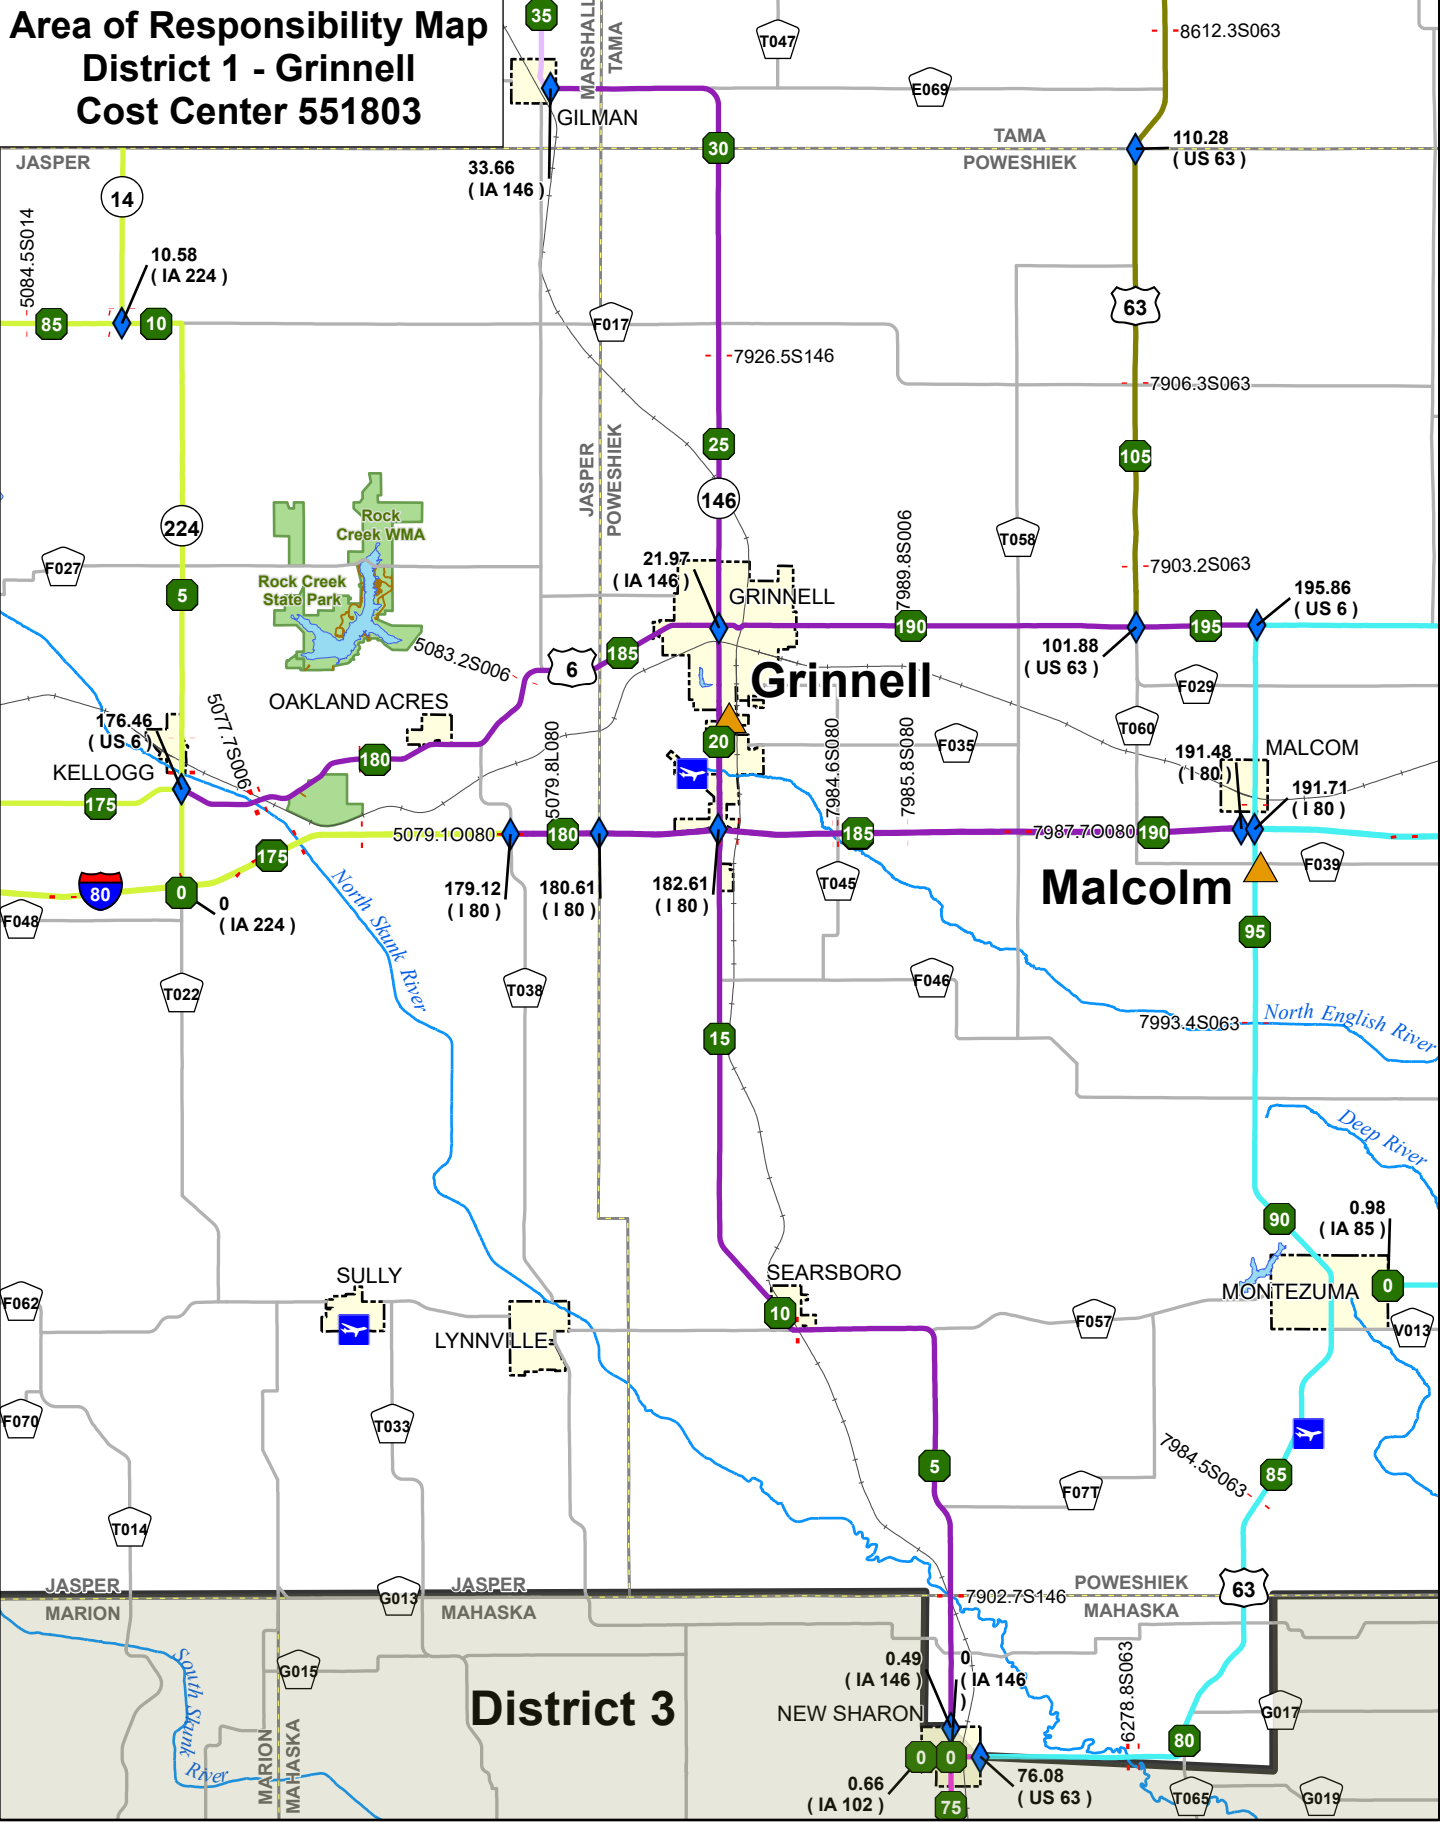 Area of Responsibility Map
District 1 - Grinnell
Cost Center 551803
35
MARSHALL
TAMA
T047
8612.3S063
E069
GILMAN
30
TAMA
POWESHIEK
110.28
( US 63 )
JASPER
33.66
( IA 146 )
14
5084.5S014
10.58
( IA 224 )
85
10
F017
63
7926.5S146
7906.3S063
JASPER
POWESHIEK
25
105
146
224
Rock
Creek WMA
T058
F027
7989.8S006
21.97
( IA 146 )
7903.2S063
Rock Creek
State Park
5
GRINNELL
195.86
( US 6 )
190
195
5083.2S006
6
185
101.88
( US 63 )
Grinnell
F029
OAKLAND ACRES
5077.7S006
176.46
( US 6 )
T060
5079.8L080
20
7984.6S080
7985.8S080
F035
MALCOM
191.48
( I 80 )
180
KELLOGG
191.71
( I 80 )
175
5079.1O080
180
185
7987.7O080
190
175
F039
80
0
0
( IA 224 )
179.12
( I 80 )
180.61
( I 80 )
182.61
( I 80 )
T045
Malcolm
F048
North Skunk River
95
T022
T038
F046
North English River
7993.4S063
15
Deep River
90
0.98
( IA 85 )
SULLY
SEARSBORO
0
MONTEZUMA
F062
10
F057
V013
LYNNVILLE
F070
T033
7984.5S063
5
85
F07T
T014
63
JASPER
MARION
JASPER
MAHASKA
G013
POWESHIEK
MAHASKA
7902.7S146
South Skunk River
G015
0.49
( IA 146 )
0
( IA 146
)
6278.8S063
District 3
NEW SHARON
G017
MARION
MAHASKA
0
0
80
76.08
( US 63 )
0.66
( IA 102 )
75
T065
G019